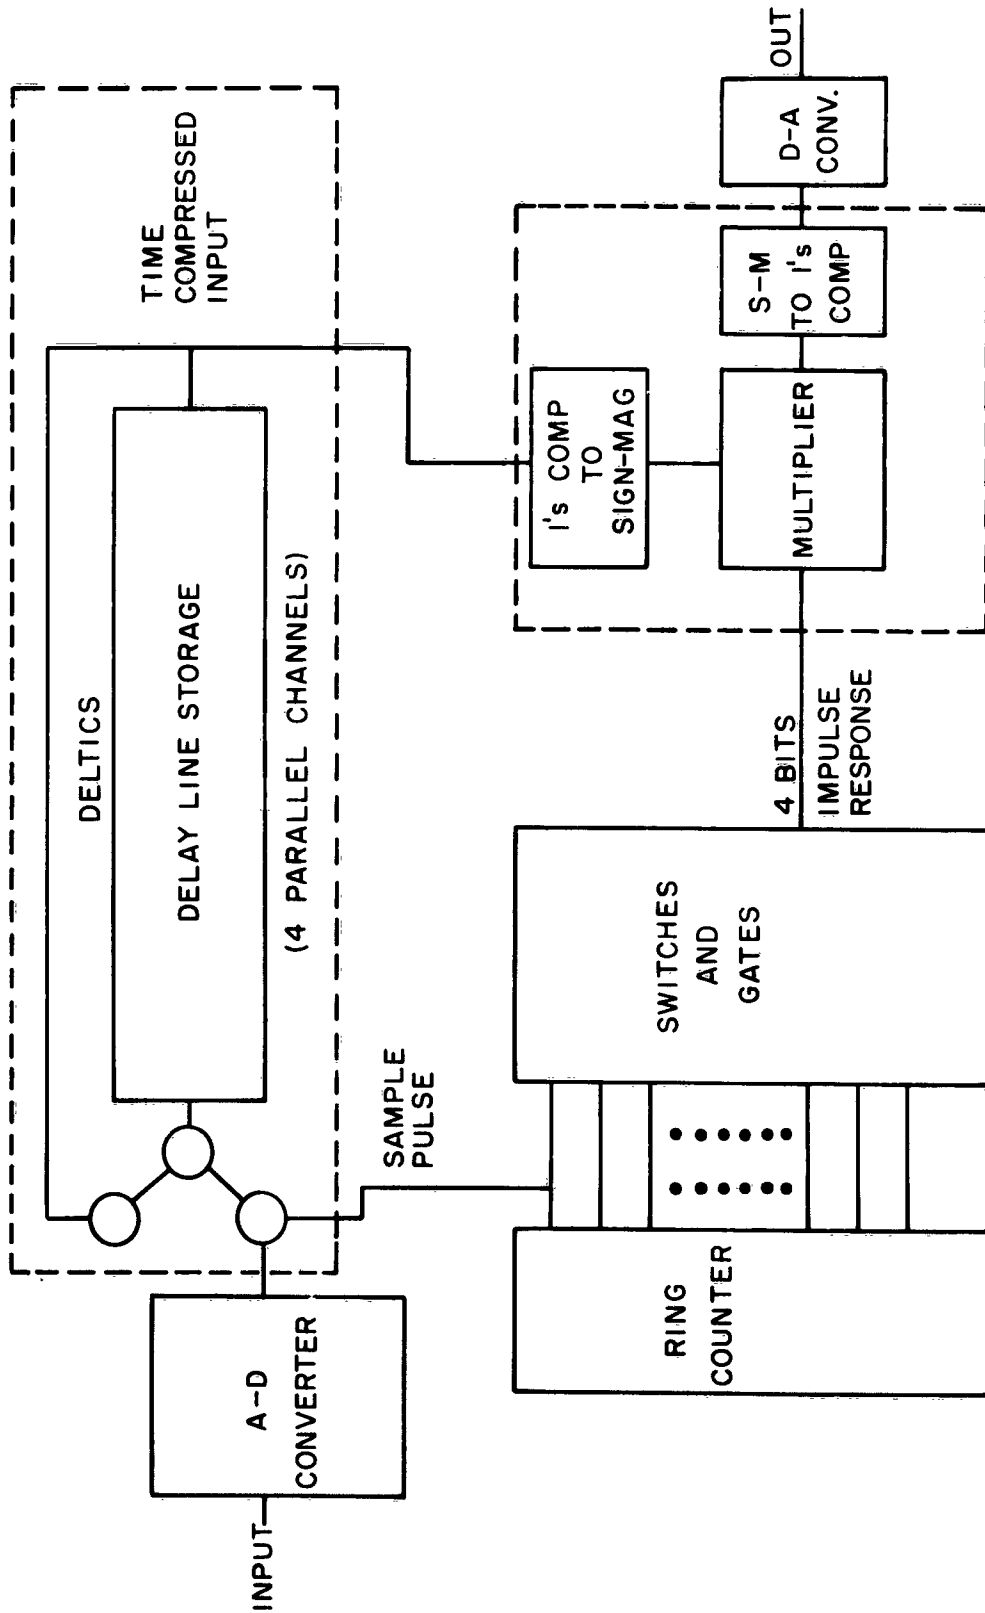 INPUT
A-D
CONVERTER
DELTICS
DELAY LINE STORAGE
(4 PARALLEL CHANNELS)
TIME
COMPRESSED
INPUT
SAMPLE
PULSE
RING
COUNTER
SWITCHES
AND
GATES
4 BITS
IMPULSE
RESPONSE
1's COMP
TO
SIGN-MAG
MULTIPLIER
S-M
TO 1's
COMP
D-A
CONV.
OUT